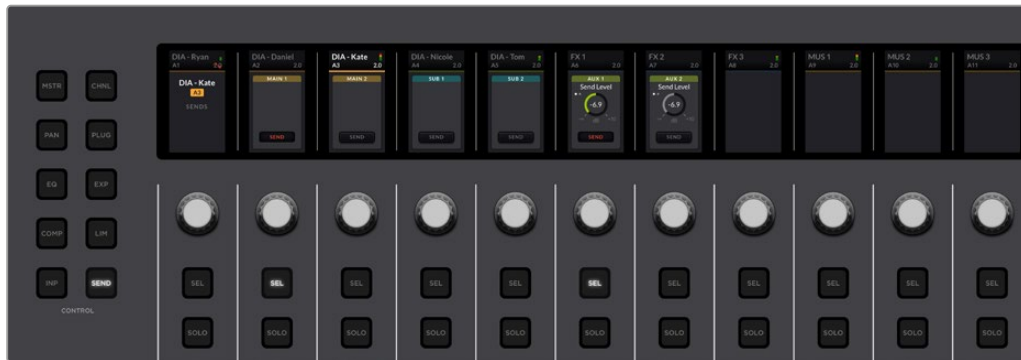 DIA - Ryan DIA - Daniel DIA - Kate DIA - Nicole DIA - Tom FX 1 FX 2 FX 3 MUS 1 MUS 2 MUS 3
A1 2.0 A2 2.0 A3 2.0 A4 2.0 A5 2.0 A6 2.0 3.0 A8 2.0 A9 2.0 A10 2.0 A11 2.0
DIA - Kate MAIN 1 MAIN 2 SUB 1 SUB 2 AUX 1 AUX 2
A3 Send Level Send Level
SENDS -6.9 -6.9
-∞ dB +10 -∞ dB +10
SEND SEND SEND SEND SEND SEND
MSTR CHNL
PAN PLUG
EQ EXP
COMP LIM
INP SEND
CONTROL
SEL SEL SEL SEL SEL SEL SEL SEL SEL SEL SEL
SOLO SOLO SOLO SOLO SOLO SOLO SOLO SOLO SOLO SOLO SOLO